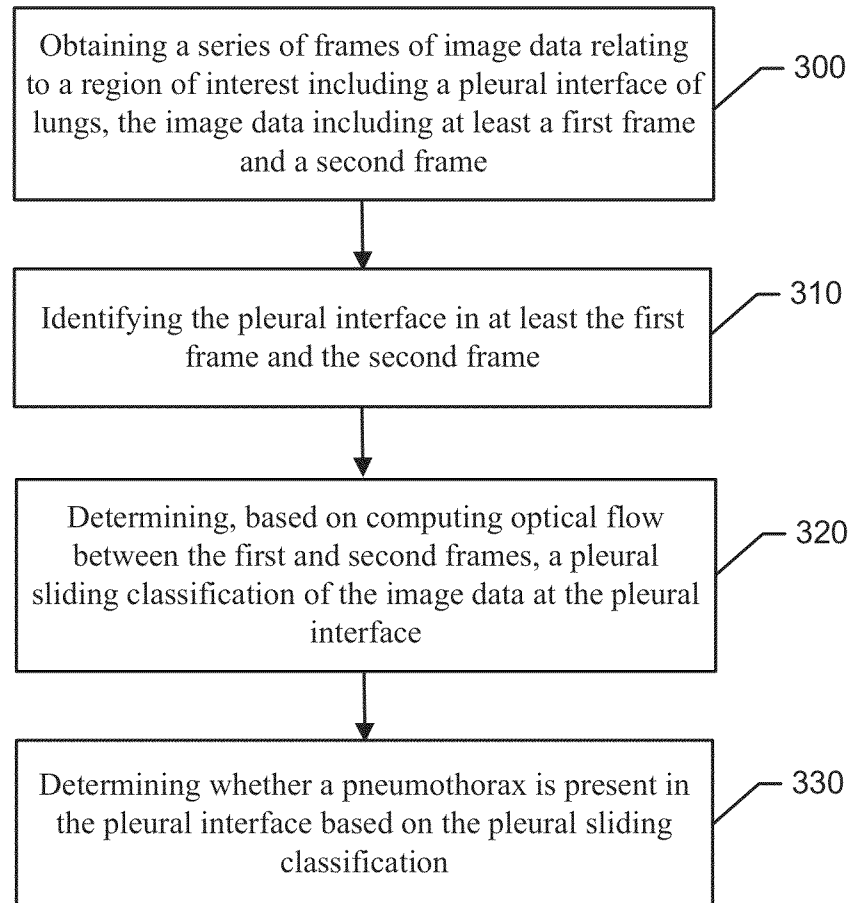 Obtaining a series of frames of image data relating
to a region of interest including a pleural interface of
lungs, the image data including at least a first frame
and a second frame
300
Identifying the pleural interface in at least the first
frame and the second frame
310
Determining, based on computing optical flow
between the first and second frames, a pleural
sliding classification of the image data at the pleural
interface
320
Determining whether a pneumothorax is present in
the pleural interface based on the pleural sliding
classification
330